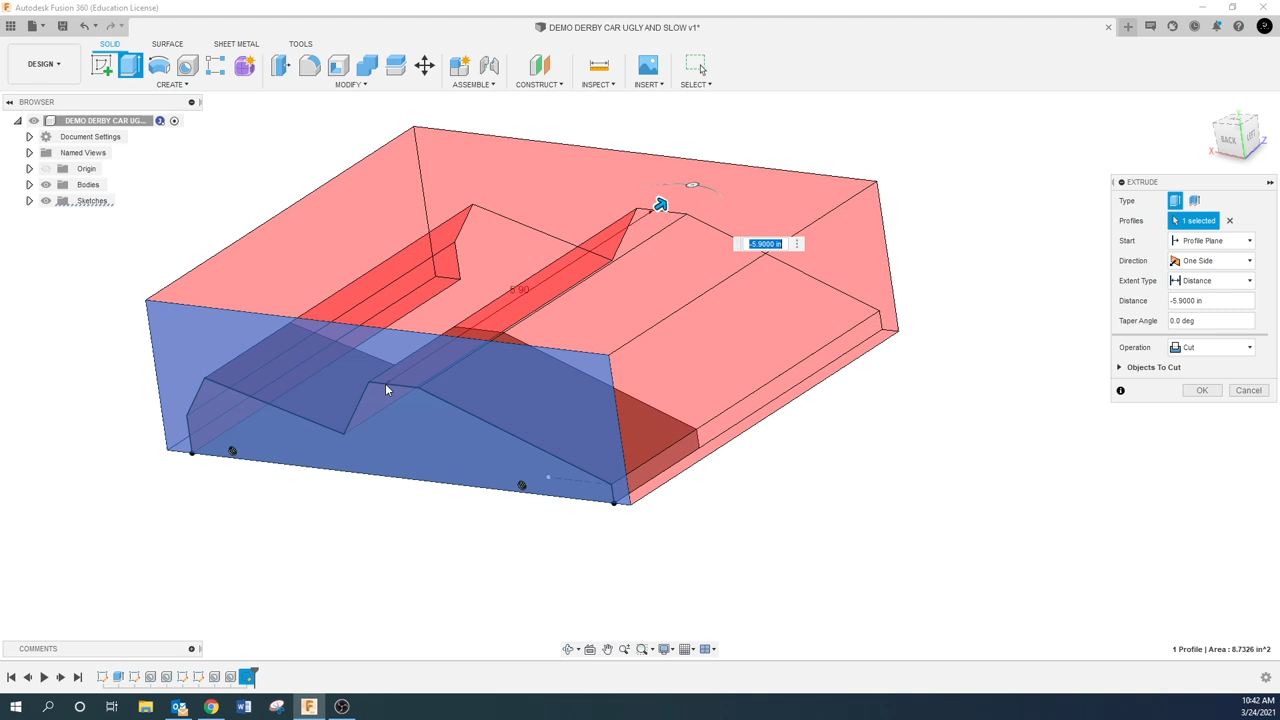 Autodesk Fusion 360 (Education License)
DEMO DERBY CAR UGLY AND SLOW v1*
SOLID SURFACE SHEET METAL TOOLS
DESIGN
CREATE MODIFY ASSEMBLE CONSTRUCT INSPECT INSERT SELECT
BROWSER
DEMO DERBY CAR UG...
Document Settings
Named Views
Origin
Bodies
Sketches
BACK LEFT
X Y Z
-5.9000 in
5.90
EXTRUDE
Type
Profiles 1 selected
Start Profile Plane
Direction One Side
Extent Type Distance
Distance -5.9000 in
Taper Angle 0.0 deg
Operation Cut
Objects To Cut
OK Cancel
COMMENTS
1 Profile | Area : 8.7326 in^2
10:42 AM
3/24/2021